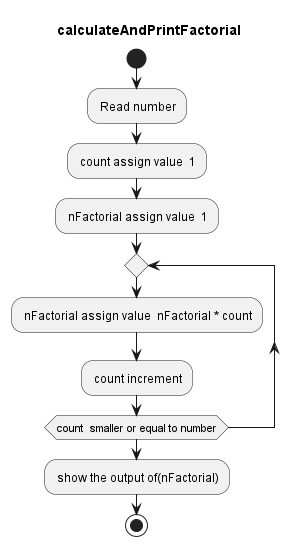 calculateAndPrintFactorial
Read number
count assign value  1
nFactorial assign value  1
nFactorial assign value  nFactorial * count
count increment
count  smaller or equal to number
show the output of(nFactorial)